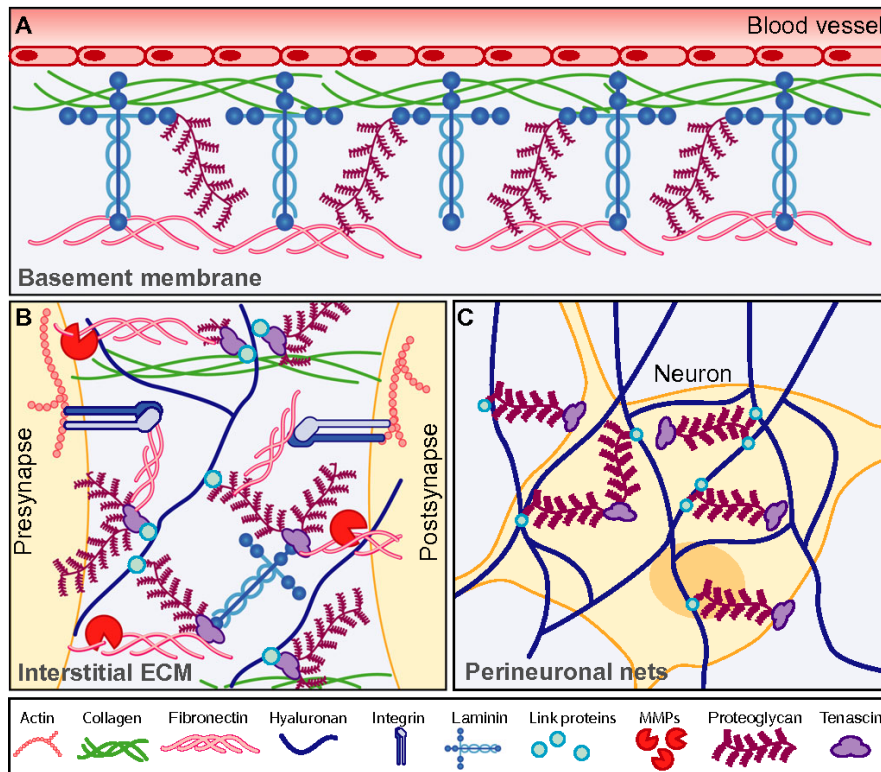 A
Blood vessel
Basement membrane
B
Presynapse
Postsynapse
Interstitial ECM
C
Neuron
Perineuronal nets
Actin Collagen Fibronectin Hyaluronan Integrin Laminin Link proteins MMPs Proteoglycan Tenascin